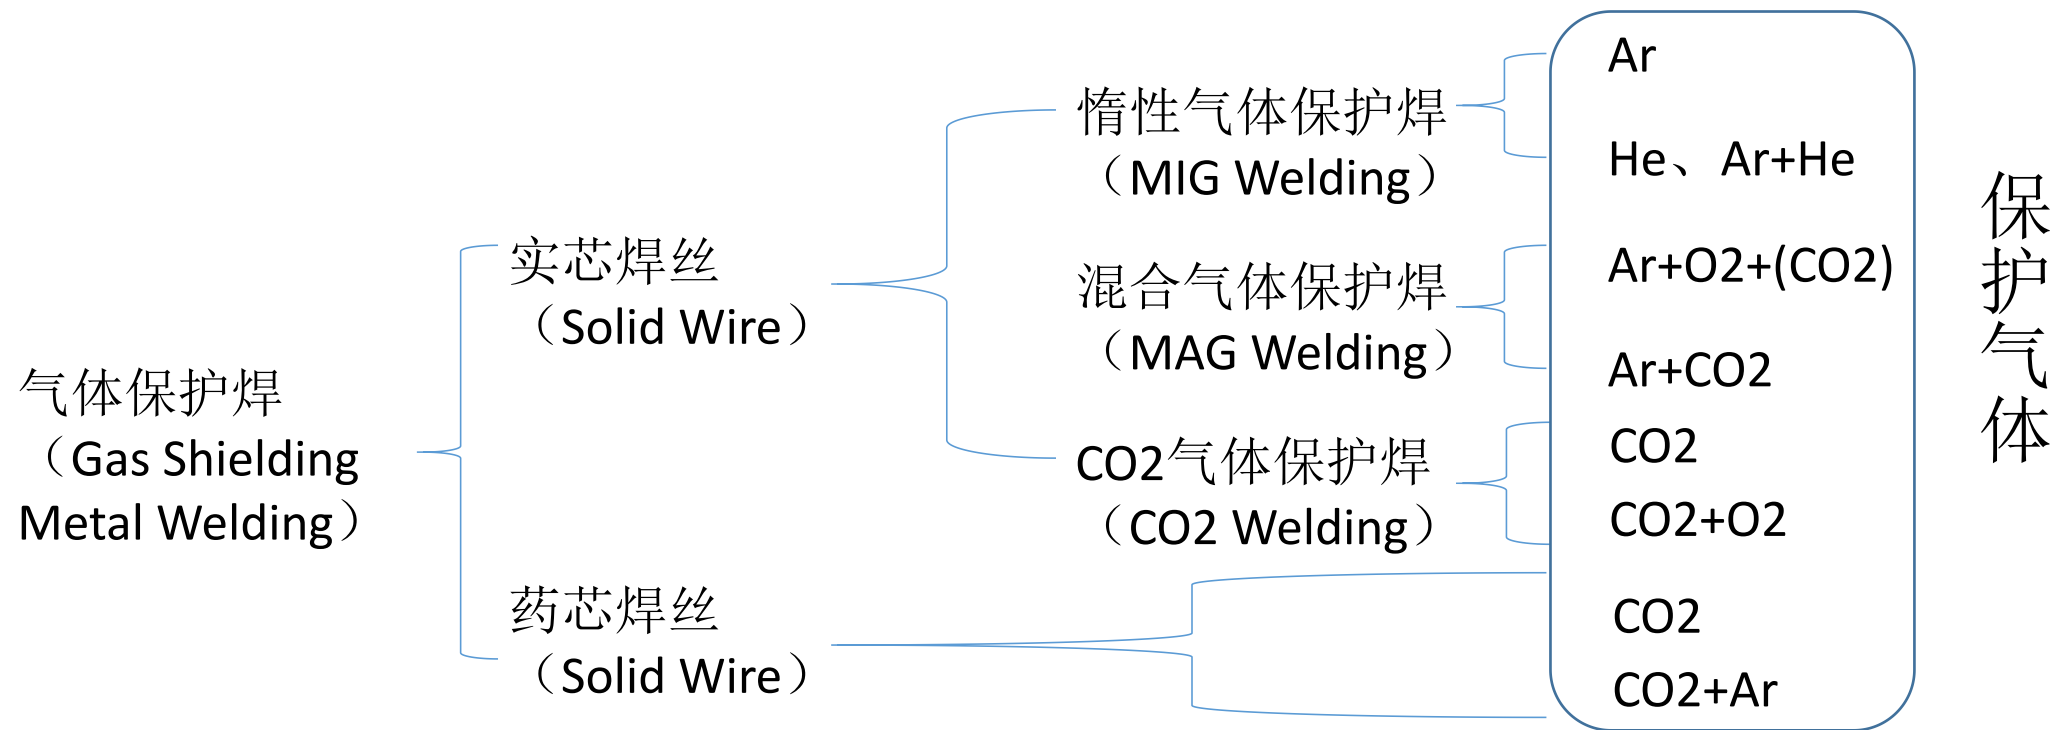 气体保护焊
（Gas Shielding
Metal Welding）
实芯焊丝
（Solid Wire）
药芯焊丝
（Solid Wire）
惰性气体保护焊
（MIG Welding）
混合气体保护焊
（MAG Welding）
CO2气体保护焊
（CO2 Welding）
Ar
He、Ar+He
Ar+O2+(CO2)
Ar+CO2
CO2
CO2+O2
CO2
CO2+Ar
保护气体